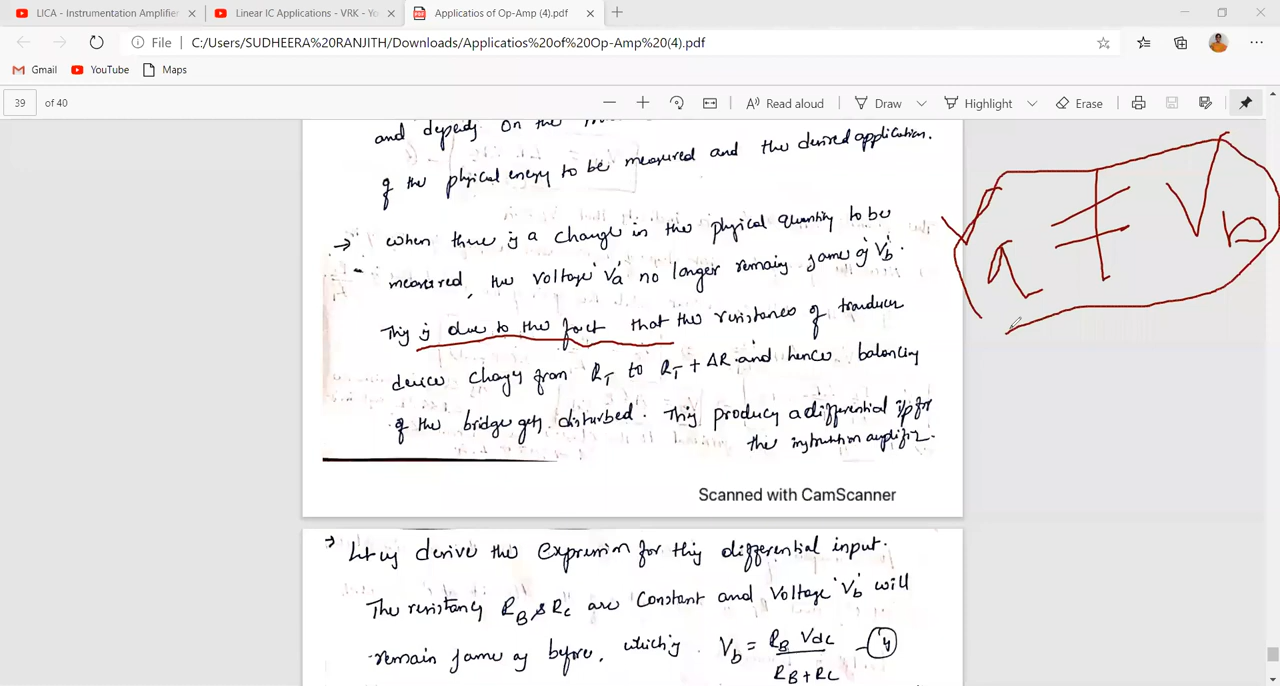 LICA - Instrumentation Amplifier
Linear IC Applications - VRK - Yo
Applicatios of Op-Amp (4).pdf
File C:/Users/SUDHEERA%20RANJITH/Downloads/Applicatios%20of%20Op-Amp%20(4).pdf
Gmail YouTube Maps
39 of 40 Read aloud Draw Highlight Erase
and depends on the
of the physical energy to be measured and the desired application.
→ when there is a change in the physical quantity to be
measured, the voltage 'Va' no longer remain same as 'Vb'.
This is due to the fact that the resistance of tranducer
device changes from RT to RT + ΔR and hence balancing
of the bridge gets disturbed. This produces a differential i/p for
the instruction amplifier.
Va ≠ Vb
Scanned with CamScanner
→ Let us derive the expression for this differential input.
The resistances RB & RC are constant and voltage 'Vb' will
remain same as before, which is Vb = RB Vdc / RB + RC — (4)